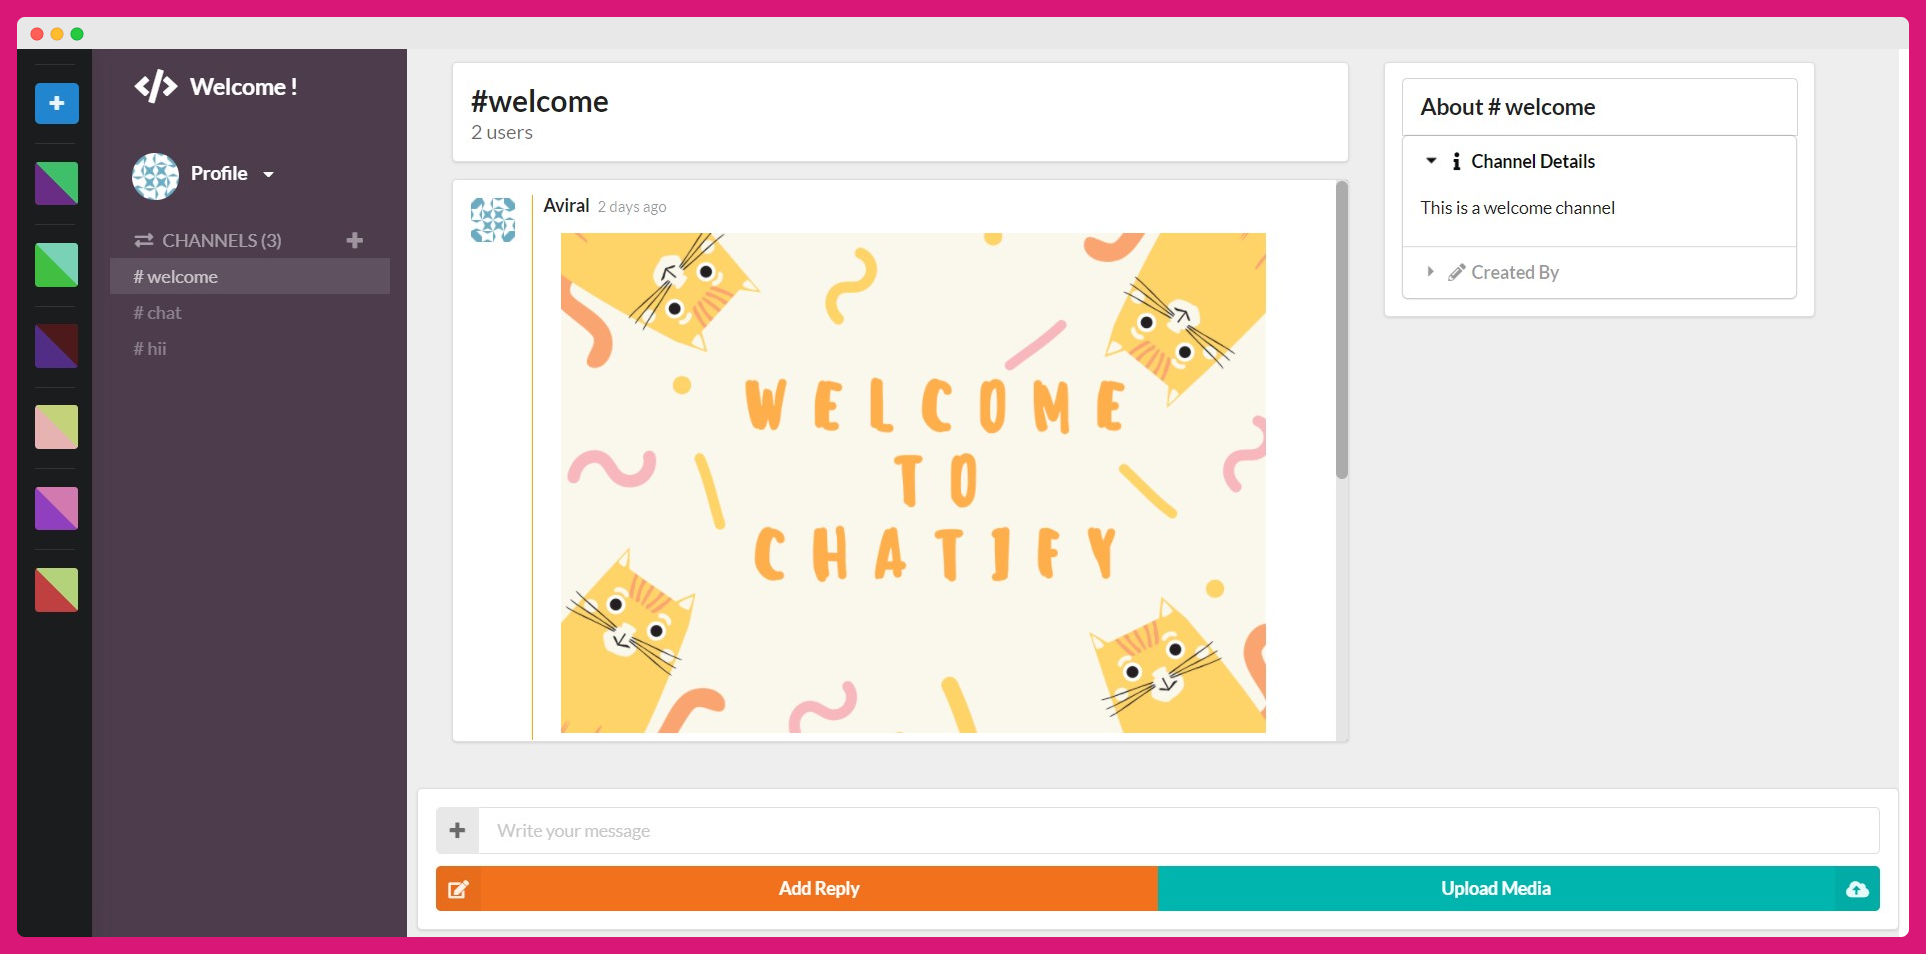 Welcome !
Profile
CHANNELS (3)
# welcome
# chat
# hii
#welcome
2 users
Aviral 2 days ago
WELCOME
TO
CHATIFY
Write your message
Add Reply
Upload Media
About # welcome
Channel Details
This is a welcome channel
Created By